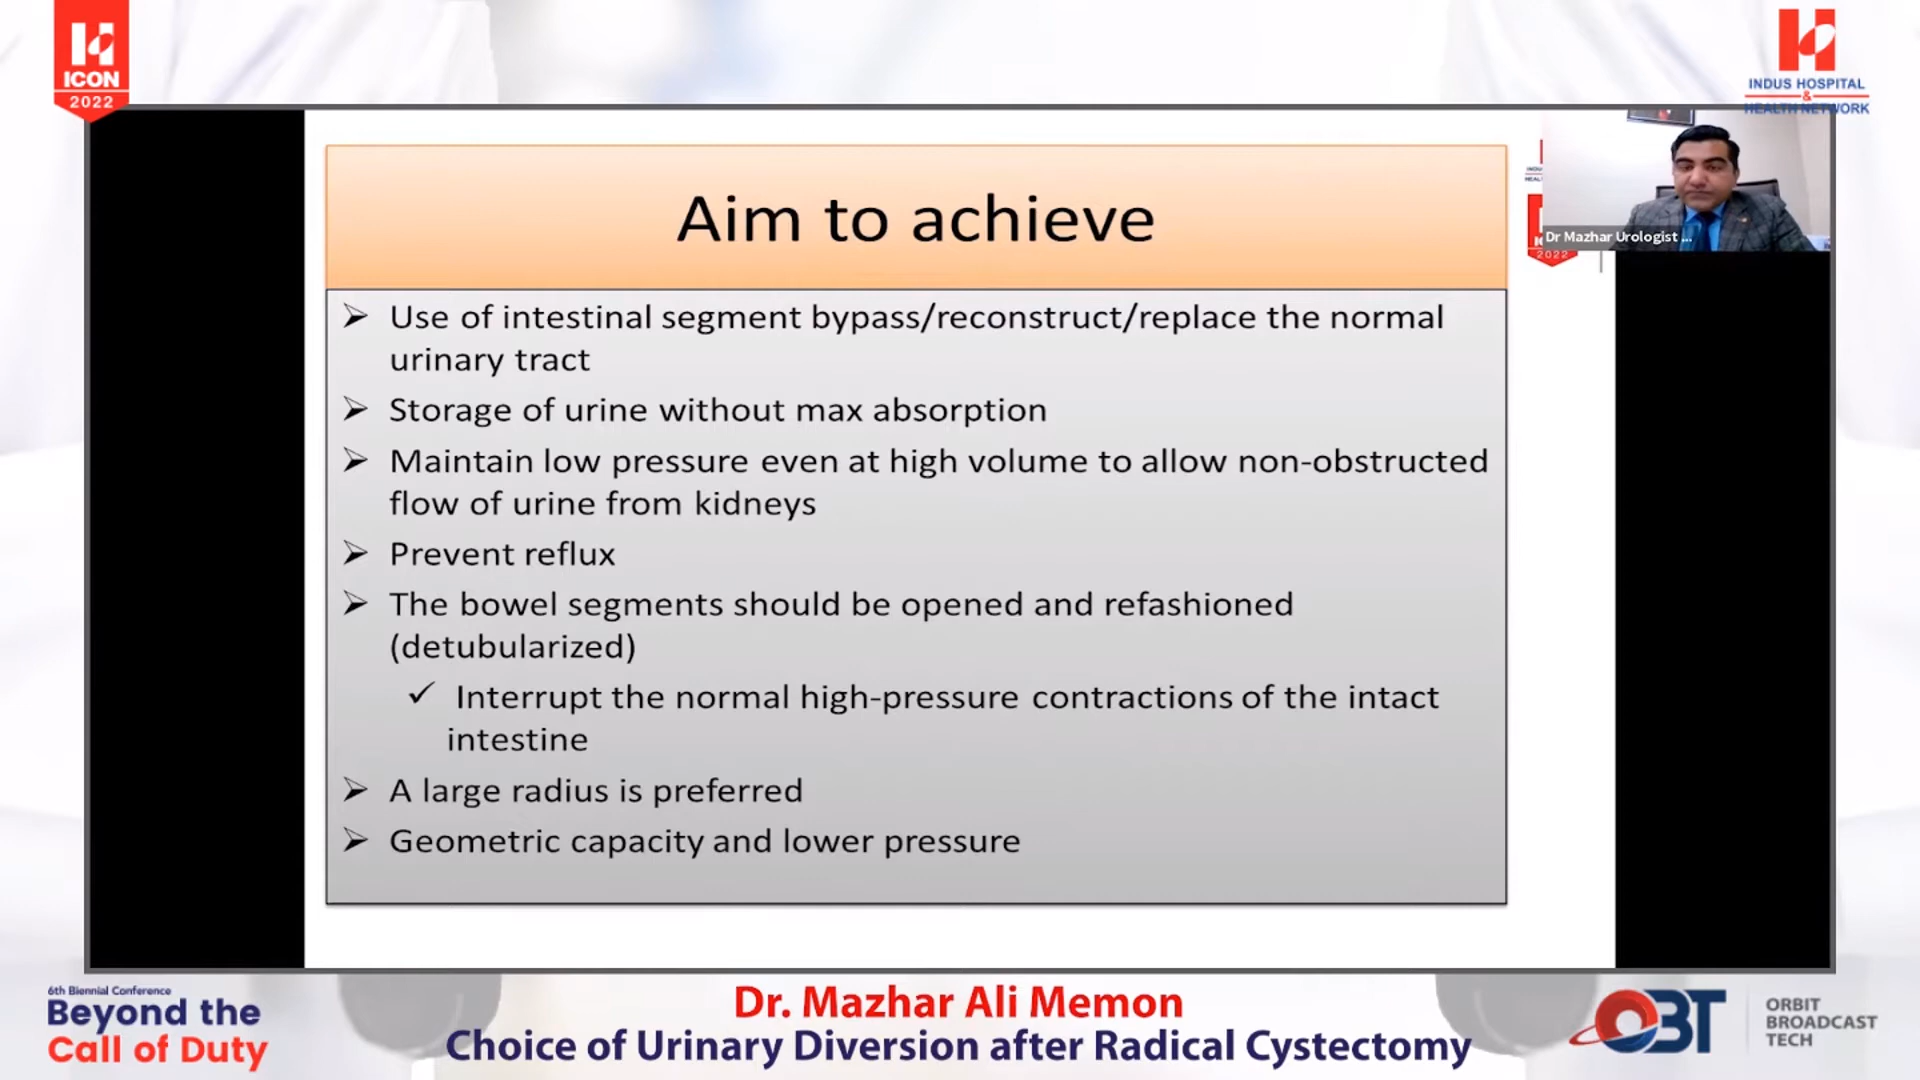 ICON
2022
INDUS HOSPITAL
&
HEALTH NETWORK
Aim to achieve
Dr Mazhar Urologist ...
2022
Use of intestinal segment bypass/reconstruct/replace the normal
urinary tract
Storage of urine without max absorption
Maintain low pressure even at high volume to allow non-obstructed
flow of urine from kidneys
Prevent reflux
The bowel segments should be opened and refashioned
(detubularized)
Interrupt the normal high-pressure contractions of the intact
intestine
A large radius is preferred
Geometric capacity and lower pressure
6th Biennial Conference
Beyond the
Call of Duty
Dr. Mazhar Ali Memon
Choice of Urinary Diversion after Radical Cystectomy
OBT
ORBIT
BROADCAST
TECH